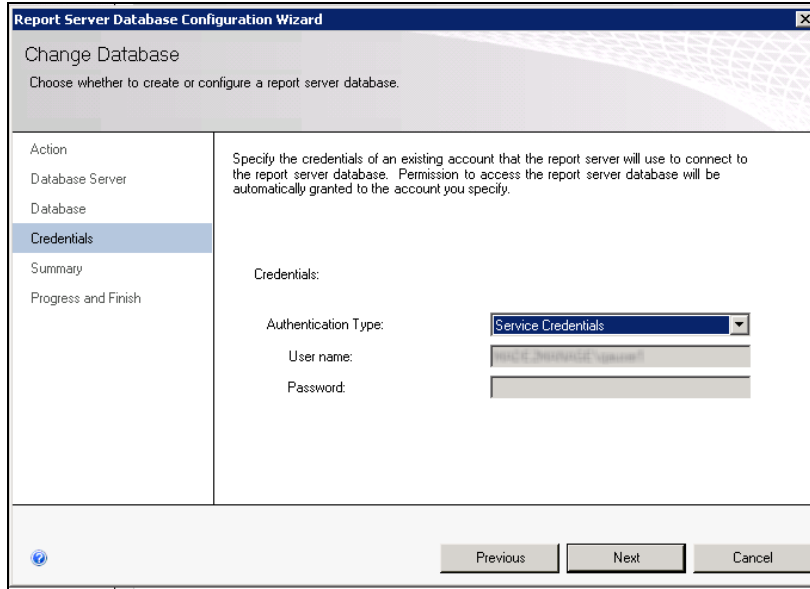 Report Server Database Configuration Wizard
Change Database
Choose whether to create or configure a report server database.
Action
Database Server
Database
Credentials
Summary
Progress and Finish
Specify the credentials of an existing account that the report server will use to connect to
the report server database.  Permission to access the report server database will be
automatically granted to the account you specify.
Credentials:
Authentication Type:
Service Credentials
User name:
Password:
Previous
Next
Cancel